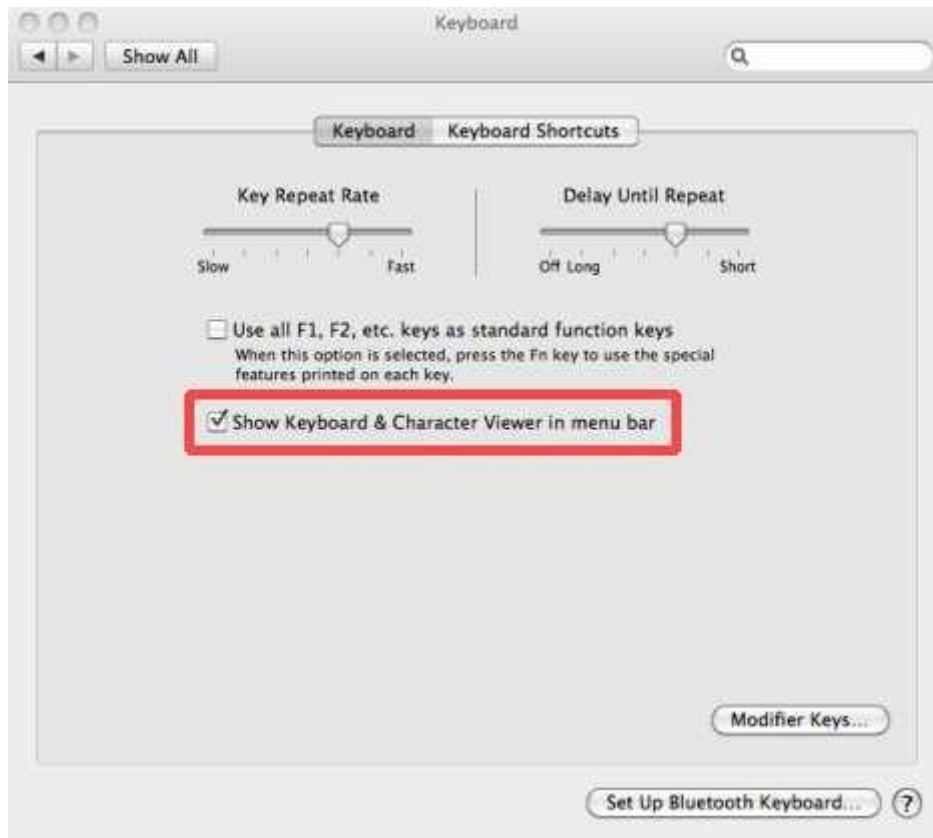 Keyboard
Show All
Keyboard Keyboard Shortcuts
Key Repeat Rate Delay Until Repeat
Slow Fast Off Long Short
Use all F1, F2, etc. keys as standard function keys
When this option is selected, press the Fn key to use the special
features printed on each key.
Show Keyboard & Character Viewer in menu bar
Modifier Keys...
Set Up Bluetooth Keyboard... ?